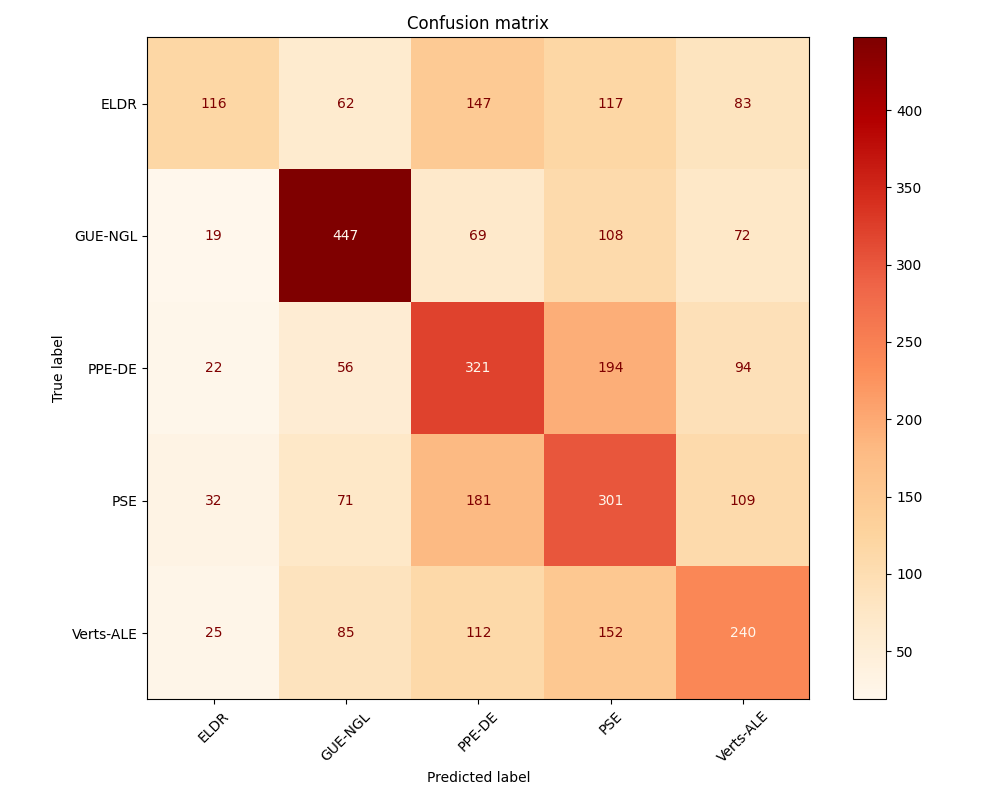 Confusion matrix
ELDR 116 62 147 117 83
GUE-NGL 19 447 69 108 72
PPE-DE 22 56 321 194 94
PSE 32 71 181 301 109
Verts-ALE 25 85 112 152 240
ELDR GUE-NGL PPE-DE PSE Verts-ALE
Predicted label
True label
400
350
300
250
200
150
100
50